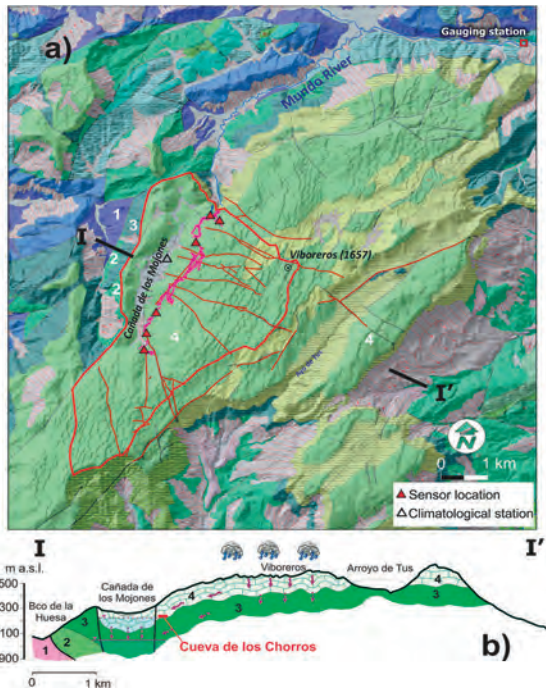 a)
Gauging station
Mundo River
1
3
I
2
Cañada de los Mojones
Viboreros (1657)
2
4
4
I'
N
0 1 km
Sensor location
Climatological station
I
I'
m a.s.l.
Viboreros
Arroyo de Tus
Cañada de
los Mojones
Bco de la
Huesa
500
300
100
900
4
4
3
3
3
2
1
Cueva de los Chorros
b)
0 1 km